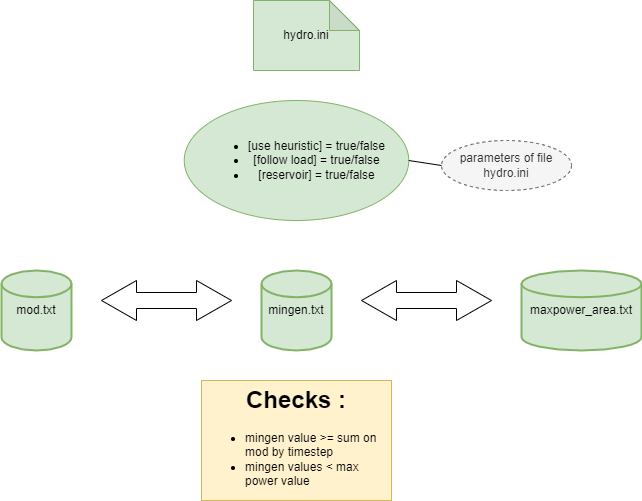 hydro.ini
• [use heuristic] = true/false
• [follow load] = true/false
• [reservoir] = true/false
parameters of file
hydro.ini
mod.txt
mingen.txt
maxpower_area.txt
Checks :
• mingen value >= sum on
mod by timestep
• mingen values < max
power value